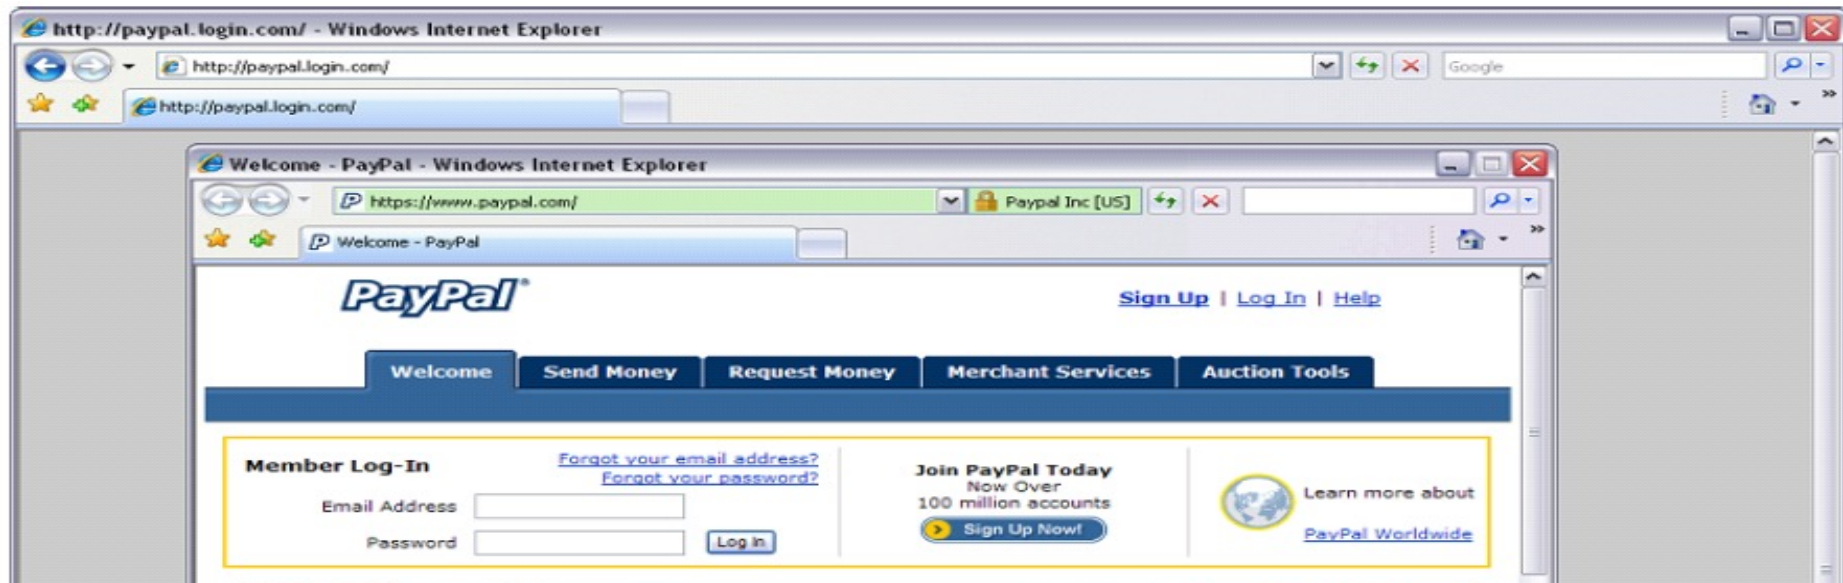 http://paypal.login.com/ - Windows Internet Explorer
http://paypal.login.com/ Google
http://paypal.login.com/
Welcome - PayPal - Windows Internet Explorer
https://www.paypal.com/ Paypal Inc [US]
Welcome - PayPal
PayPal®
Sign Up | Log In | Help
Welcome Send Money Request Money Merchant Services Auction Tools
Member Log-In
Forgot your email address?
Forgot your password?
Email Address
Password Log In
Join PayPal Today
Now Over
100 million accounts
Sign Up Now!
Learn more about
PayPal Worldwide